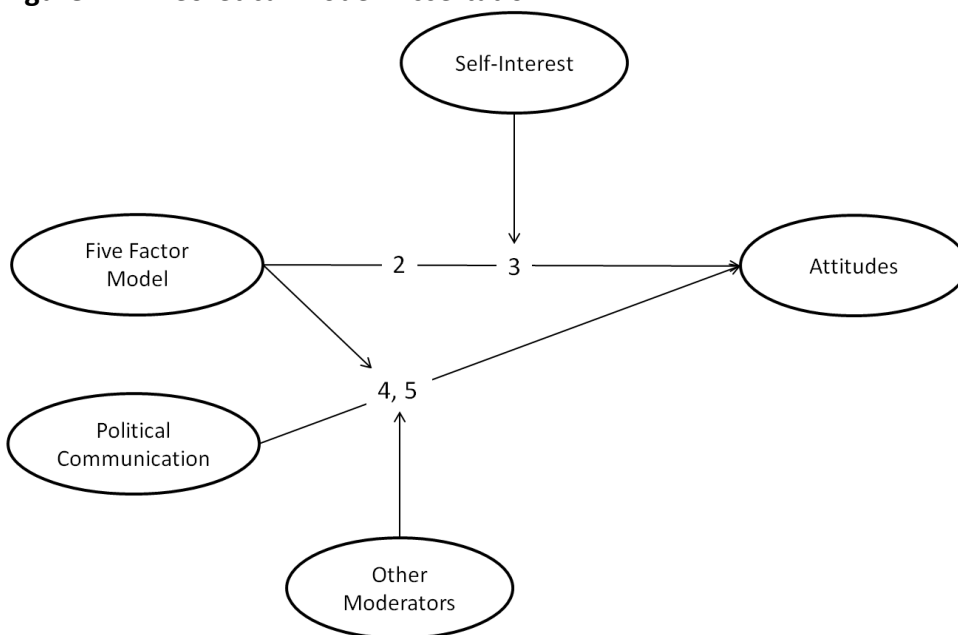 Self-Interest
Five Factor
Model
2
3
Attitudes
4, 5
Political
Communication
Other
Moderators